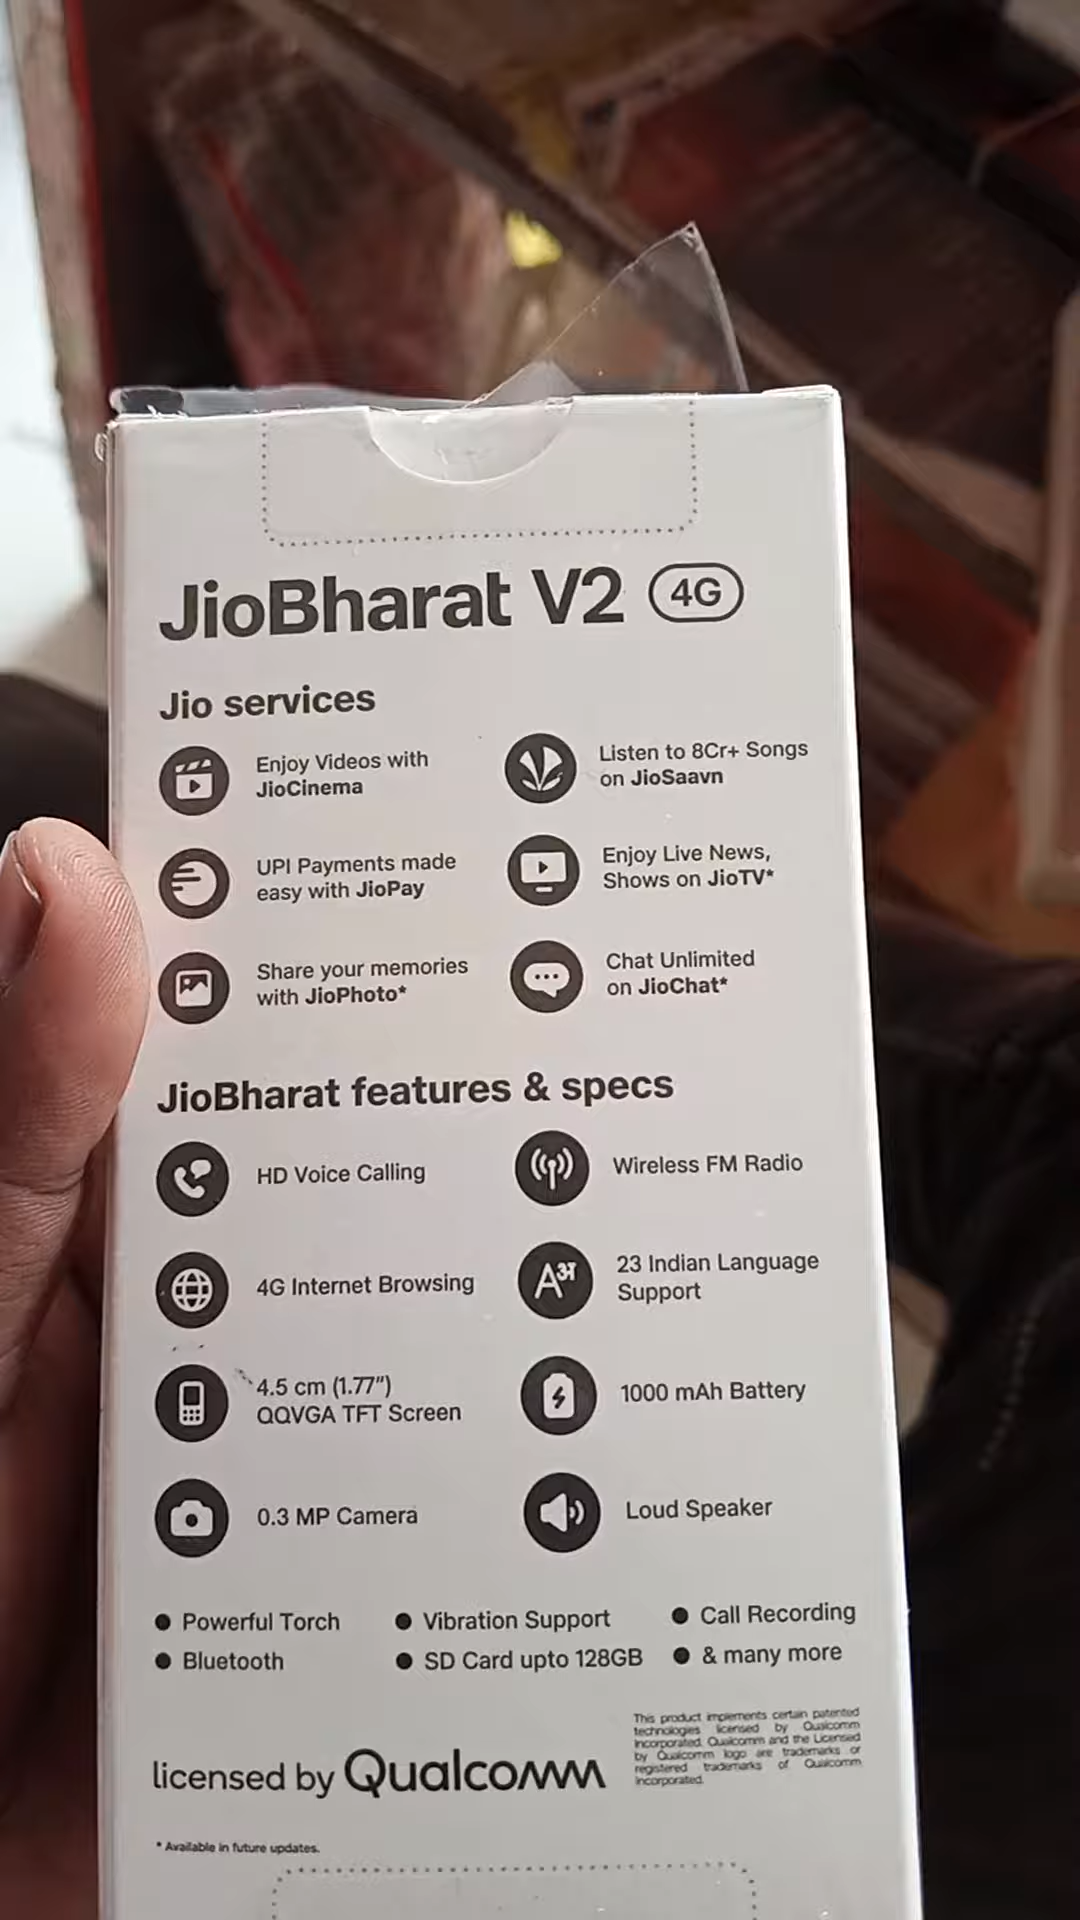 JioBharat V2 4G
Jio services
Enjoy Videos with
JioCinema
Listen to 8Cr+ Songs
on JioSaavn
UPI Payments made
easy with JioPay
Enjoy Live News,
Shows on JioTV*
Share your memories
with JioPhoto*
Chat Unlimited
on JioChat*
JioBharat features & specs
HD Voice Calling
Wireless FM Radio
4G Internet Browsing
A अ
23 Indian Language
Support
4.5 cm (1.77")
QQVGA TFT Screen
1000 mAh Battery
0.3 MP Camera
Loud Speaker
• Powerful Torch
• Vibration Support
• Call Recording
• Bluetooth
• SD Card upto 128GB
• & many more
licensed by Qualcomm
This product implements certain patented
technologies licensed by Qualcomm
Incorporated. Qualcomm and the Licensed
by Qualcomm logo are trademarks or
registered trademarks of Qualcomm
Incorporated.
* Available in future updates.